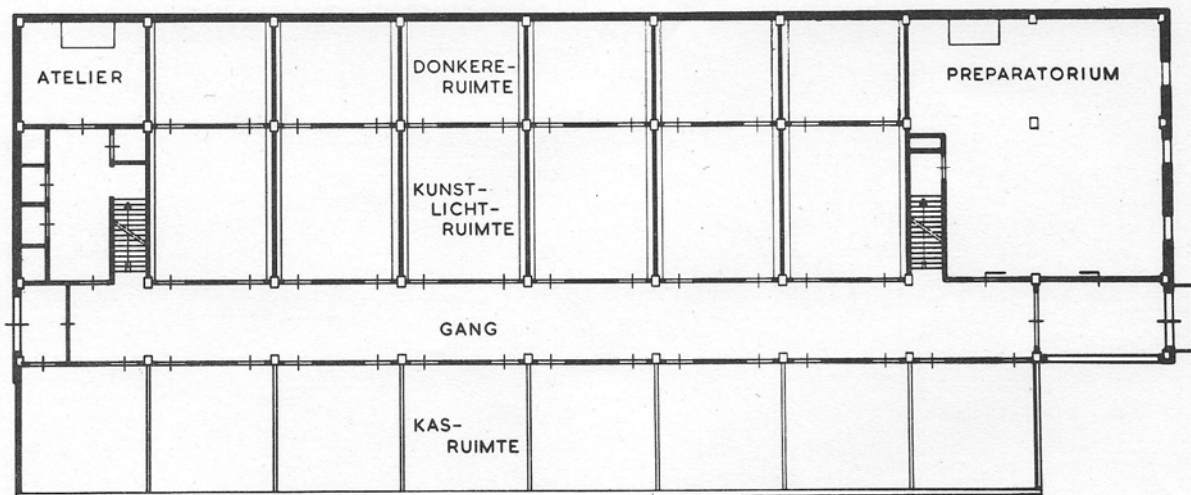 ATELIER
DONKERE-
RUIMTE
PREPARATORIUM
KUNST-
LICHT-
RUIMTE
GANG
KAS-
RUIMTE